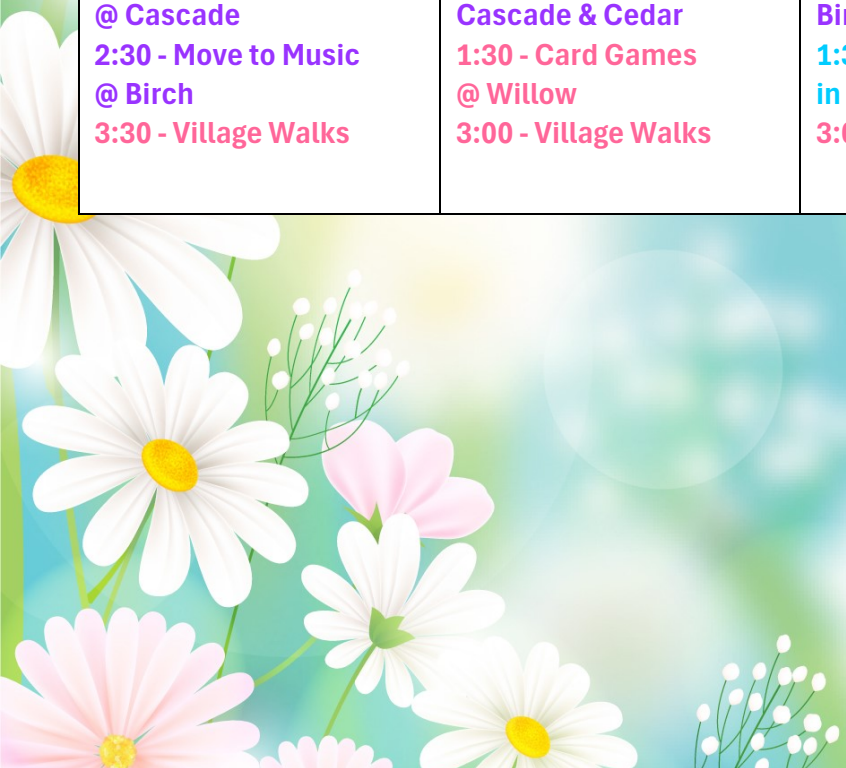 @ Cascade
2:30 - Move to Music
@ Birch
3:30 - Village Walks
Cascade & Cedar
1:30 - Card Games
@ Willow
3:00 - Village Walks
in